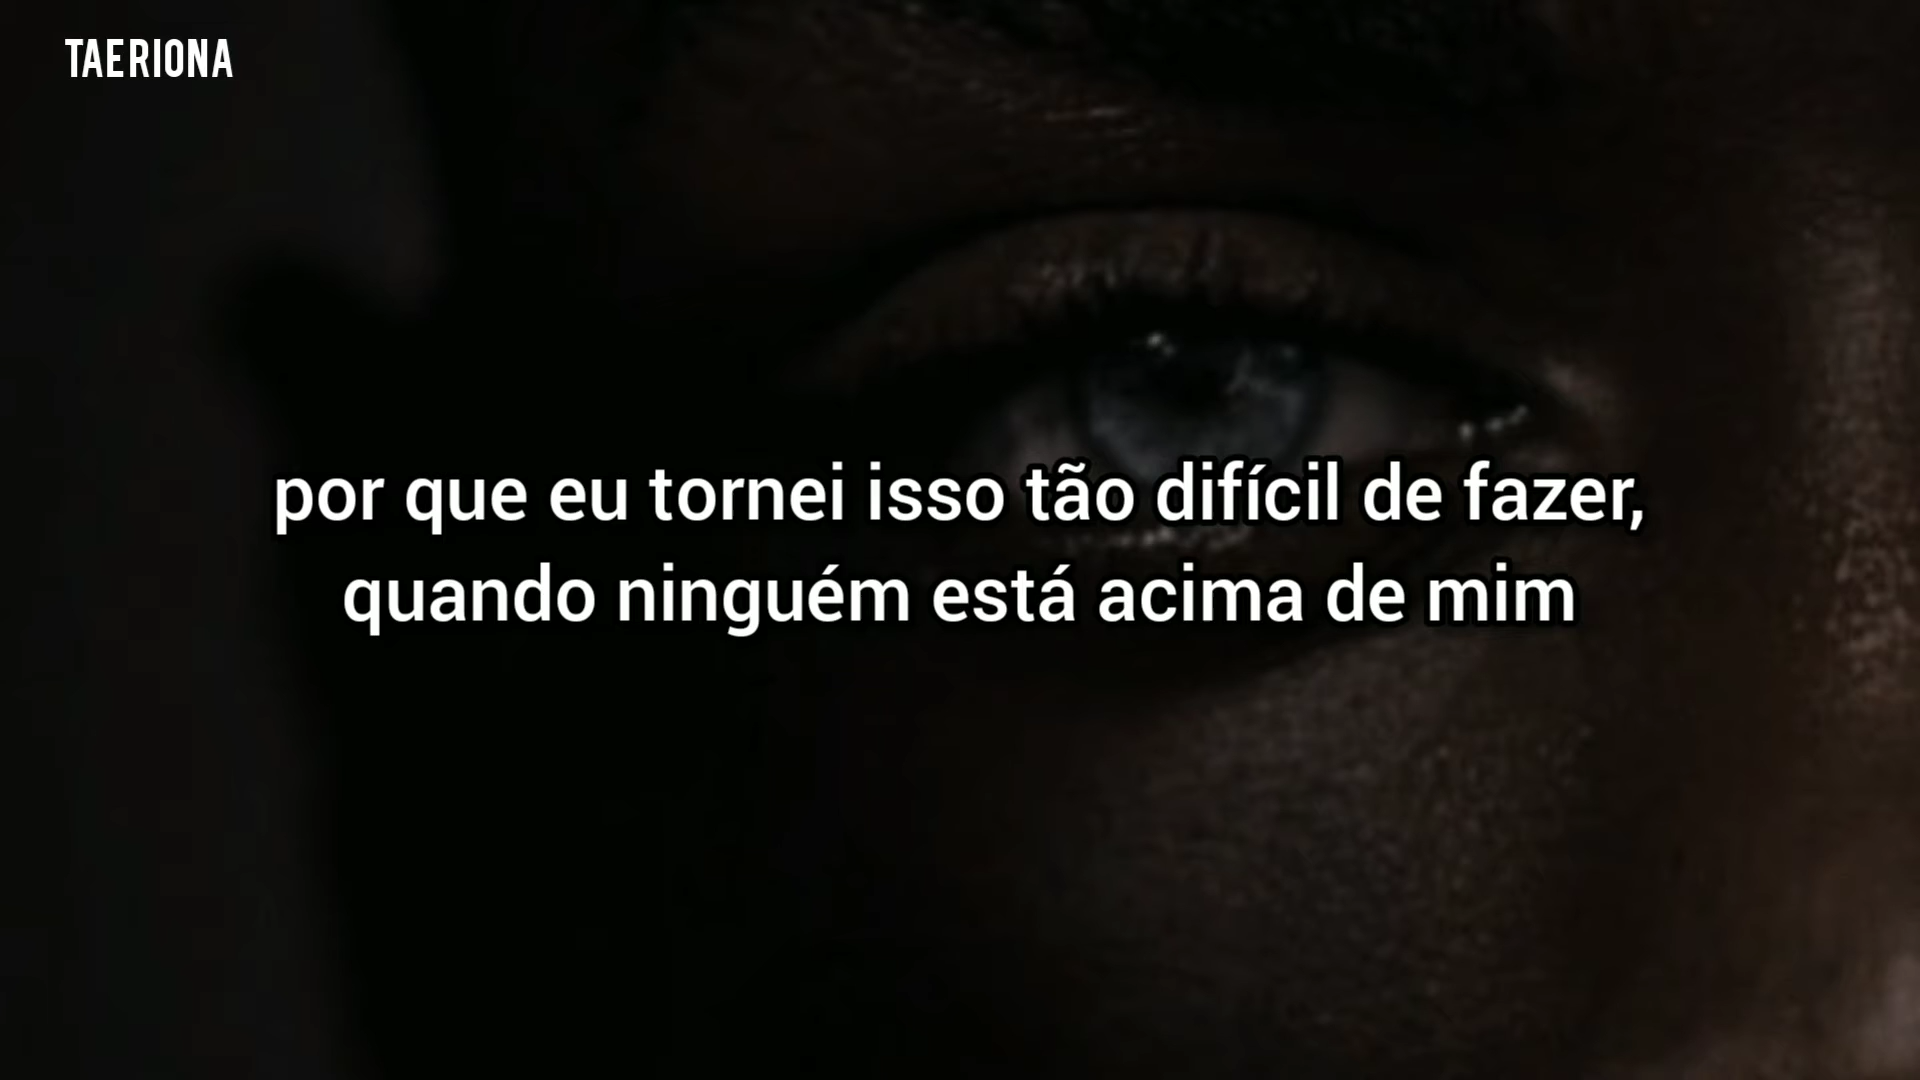 TAERIONA
por que eu tornei isso tão difícil de fazer,
quando ninguém está acima de mim